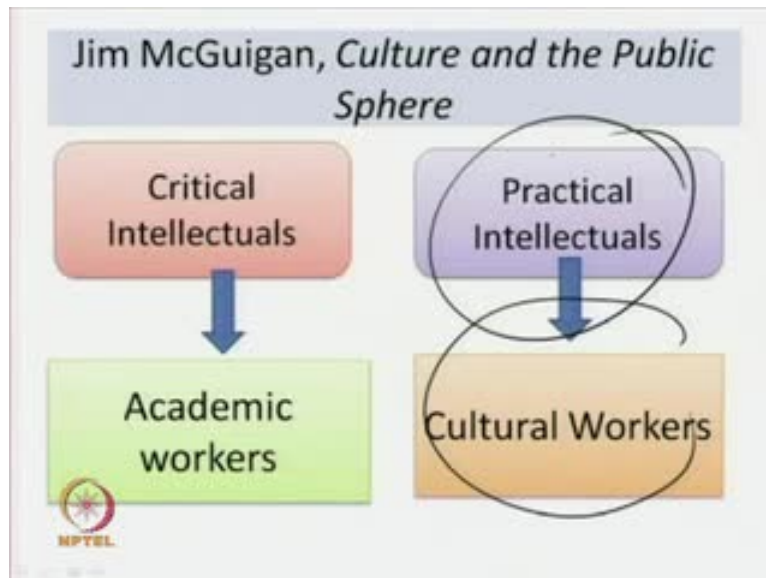 Jim McGuigan, Culture and the Public
Sphere
Critical
Intellectuals
Practical
Intellectuals
Academic
workers
Cultural Workers
NPTEL